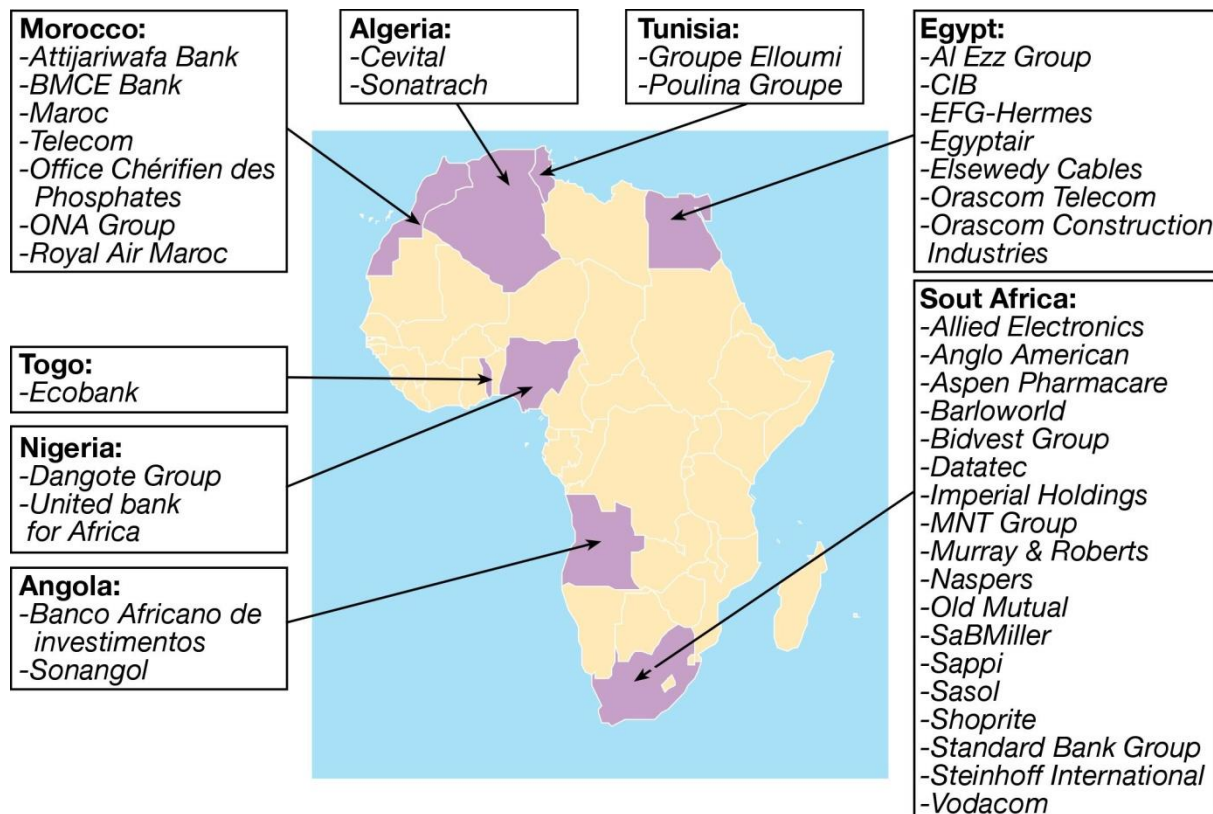 Morocco:
-Attijariwafa Bank
-BMCE Bank
-Maroc
-Telecom
-Office Chérifien des
Phosphates
-ONA Group
-Royal Air Maroc
Algeria:
-Cevital
-Sonatrach
Tunisia:
-Groupe Elloumi
-Poulina Groupe
Egypt:
-Al Ezz Group
-CIB
-EFG-Hermes
-Egyptair
-Elsewedy Cables
-Orascom Telecom
-Orascom Construction
Industries
Togo:
-Ecobank
Nigeria:
-Dangote Group
-United bank
for Africa
Angola:
-Banco Africano de
investimentos
-Sonangol
Sout Africa:
-Allied Electronics
-Anglo American
-Aspen Pharmacare
-Barloworld
-Bidvest Group
-Datatec
-Imperial Holdings
-MNT Group
-Murray & Roberts
-Naspers
-Old Mutual
-SaBMiller
-Sappi
-Sasol
-Shoprite
-Standard Bank Group
-Steinhoff International
-Vodacom